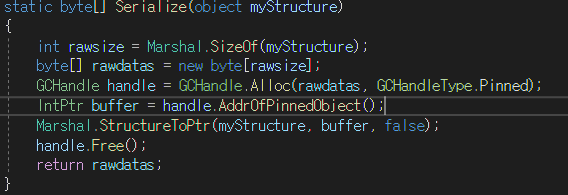 static byte[] Serialize(object myStructure)
{
int rawsize = Marshal.SizeOf(myStructure);
byte[] rawdatas = new byte[rawsize];
GCHandle handle = GCHandle.Alloc(rawdatas, GCHandleType.Pinned);
IntPtr buffer = handle.AddrOfPinnedObject();
Marshal.StructureToPtr(myStructure, buffer, false);
handle.Free();
return rawdatas;
}